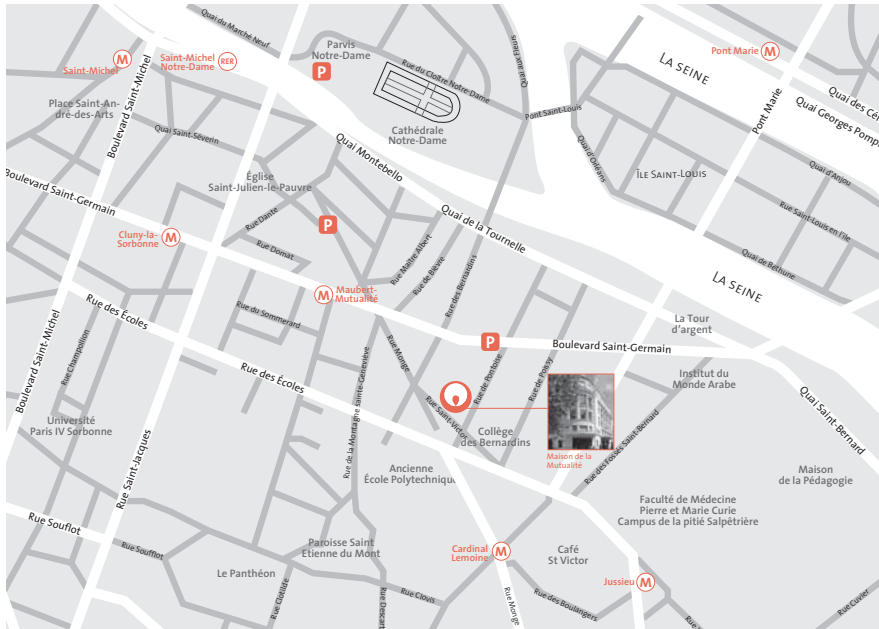 Quai du Marché Neuf
Parvis
Notre-Dame
Rue du Cloître Notre-Dame
Quai aux Fleurs
Pont Marie
M
LA SEINE
M
Saint-Michel
Saint-Michel
Notre-Dame
RER
P
Quai des Cél
Quai Georges Pomp
Place Saint-An-
dré-des-Arts
Boulevard Saint-Michel
Pont Saint-Louis
Pont Marie
Quai Saint-Séverin
Cathédrale
Notre-Dame
Quai Montebello
Quai d'Orléans
ÎLE SAINT-LOUIS
Quai d'Anjou
Boulevard Saint-Germain
Église
Saint-Julien-le-Pauvre
Rue Saint-Louis en l'île
Rue Dante
P
Quai de la Tournelle
Cluny-la-
Sorbonne
M
Rue Domat
Rue Maître Albert
Rue de Bièvre
Rue des Bernardins
Quai de Béthune
LA SEINE
M
Maubert-
Mutualité
Rue des Écoles
Rue du Sommerard
La Tour
d'argent
Boulevard Saint-Michel
Rue Champollion
Rue des Écoles
Rue Monge
P
Boulevard Saint-Germain
Rue de la Montagne sainte-Geneviève
Rue de Pontoise
Rue de Poissy
Institut du
Monde Arabe
Quai Saint-Bernard
Université
Paris IV Sorbonne
Rue Saint-Victor
Collège
des Bernardins
Maison de la
Mutualité
Rue des Fossés Saint-Bernard
Rue Saint-Jacques
Ancienne
École Polytechnique
Maison
de la Pédagogie
Faculté de Médecine
Pierre et Marie Curie
Campus de la pitié Salpêtrière
Rue Souflot
Rue Soufflot
Paroisse Saint
Etienne du Mont
Cardinal
Lemoine
M
Café
St Victor
Le Panthéon
Rue Clotilde
Rue Descart
Rue Clovis
Rue Monge
Rue des Boulangers
Jussieu
M
Rue Cuvier